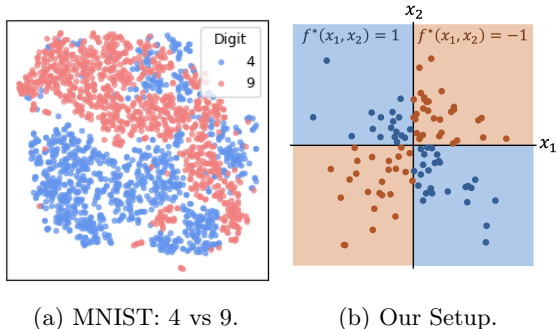 Digit
4
9
(a) MNIST: 4 vs 9.
x₂
f*(x₁, x₂) = 1
f*(x₁, x₂) = −1
x₁
(b) Our Setup.